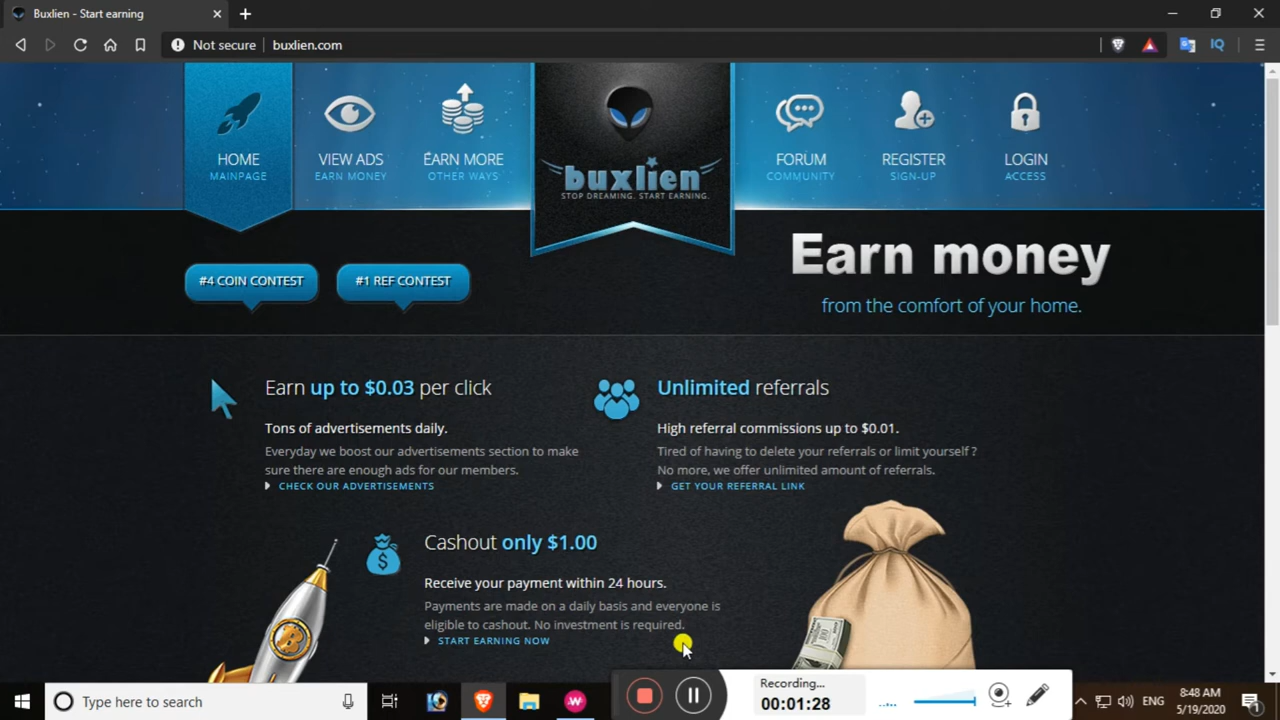 Buxlien - Start earning
Not secure buxlien.com
IQ
HOME
MAINPAGE
VIEW ADS
EARN MONEY
EARN MORE
OTHER WAYS
buxlien
STOP DREAMING. START EARNING.
FORUM
COMMUNITY
REGISTER
SIGN-UP
LOGIN
ACCESS
#4 COIN CONTEST
#1 REF CONTEST
Earn money
from the comfort of your home.
Earn up to $0.03 per click
Tons of advertisements daily.
Everyday we boost our advertisements section to make
sure there are enough ads for our members.
CHECK OUR ADVERTISEMENTS
Unlimited referrals
High referral commissions up to $0.01.
Tired of having to delete your referrals or limit yourself ?
No more, we offer unlimited amount of referrals.
GET YOUR REFERRAL LINK
Cashout only $1.00
Receive your payment within 24 hours.
Payments are made on a daily basis and everyone is
eligible to cashout. No investment is required.
START EARNING NOW
Type here to search
Recording...
00:01:28
ENG
8:48 AM
5/19/2020
1